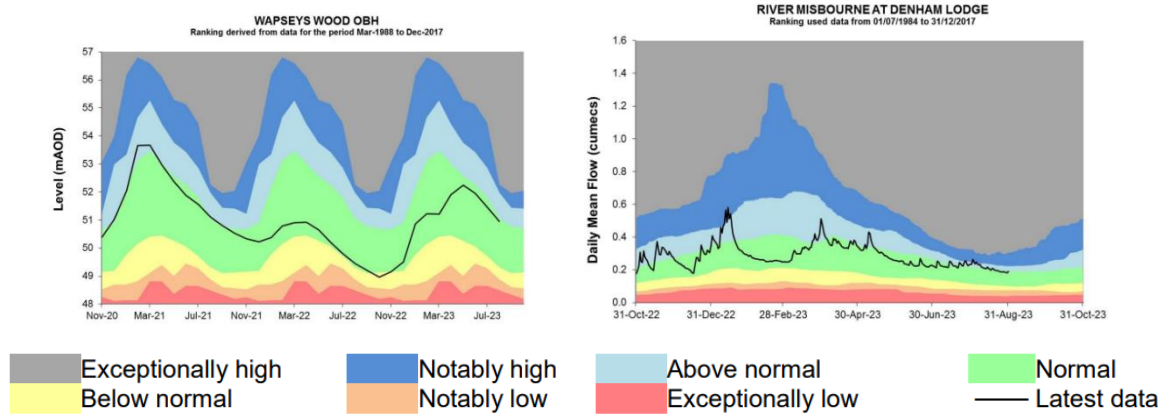 WAPSEYS WOOD OBH
Ranking derived from data for the period Mar-1988 to Dec-2017
Level (mAOD)
57
56
55
54
53
52
51
50
49
48
Nov-20 Mar-21 Jul-21 Nov-21 Mar-22 Jul-22 Nov-22 Mar-23 Jul-23
RIVER MISBOURNE AT DENHAM LODGE
Ranking used data from 01/07/1984 to 31/12/2017
Daily Mean Flow (cumecs)
1.6
1.4
1.2
1.0
0.8
0.6
0.4
0.2
0.0
31-Oct-22 31-Dec-22 28-Feb-23 30-Apr-23 30-Jun-23 31-Aug-23 31-Oct-23
Exceptionally high Notably high Above normal Normal
Below normal Notably low Exceptionally low Latest data